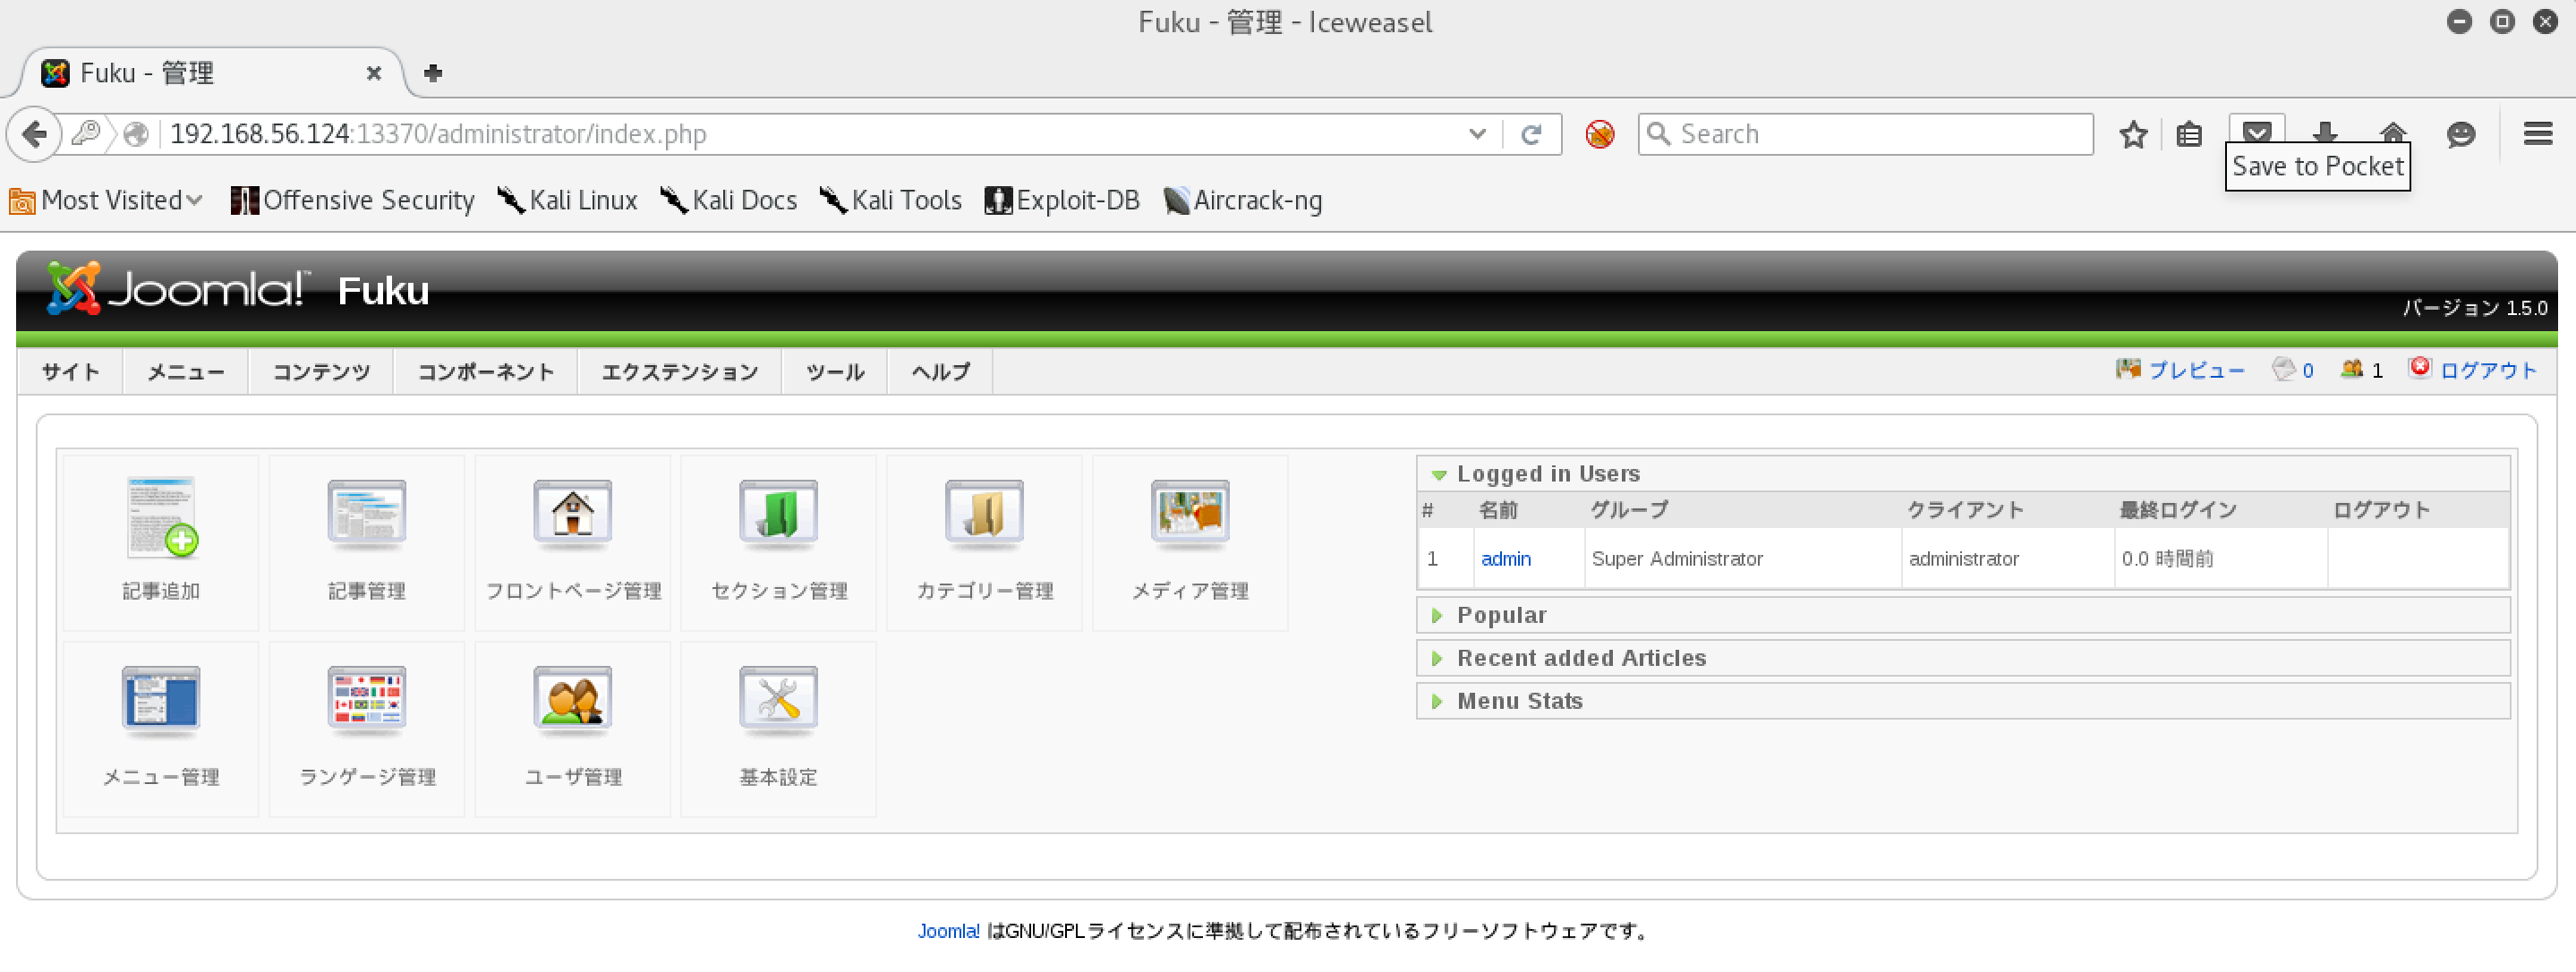 Fuku - 管理 - Iceweasel
Fuku - 管理
192.168.56.124:13370/administrator/index.php
Search
Save to Pocket
Most Visited Offensive Security Kali Linux Kali Docs Kali Tools Exploit-DB Aircrack-ng
Joomla!™ Fuku
バージョン 1.5.0
サイト メニュー コンテンツ コンポーネント エクステンション ツール ヘルプ プレビュー 0 1 ログアウト
記事追加 記事管理 フロントページ管理 セクション管理 カテゴリー管理 メディア管理
メニュー管理 ランゲージ管理 ユーザ管理 基本設定
Logged in Users
# 名前 グループ クライアント 最終ログイン ログアウト
1 admin Super Administrator administrator 0.0 時間前
Popular
Recent added Articles
Menu Stats
Joomla! はGNU/GPLライセンスに準拠して配布されているフリーソフトウェアです。